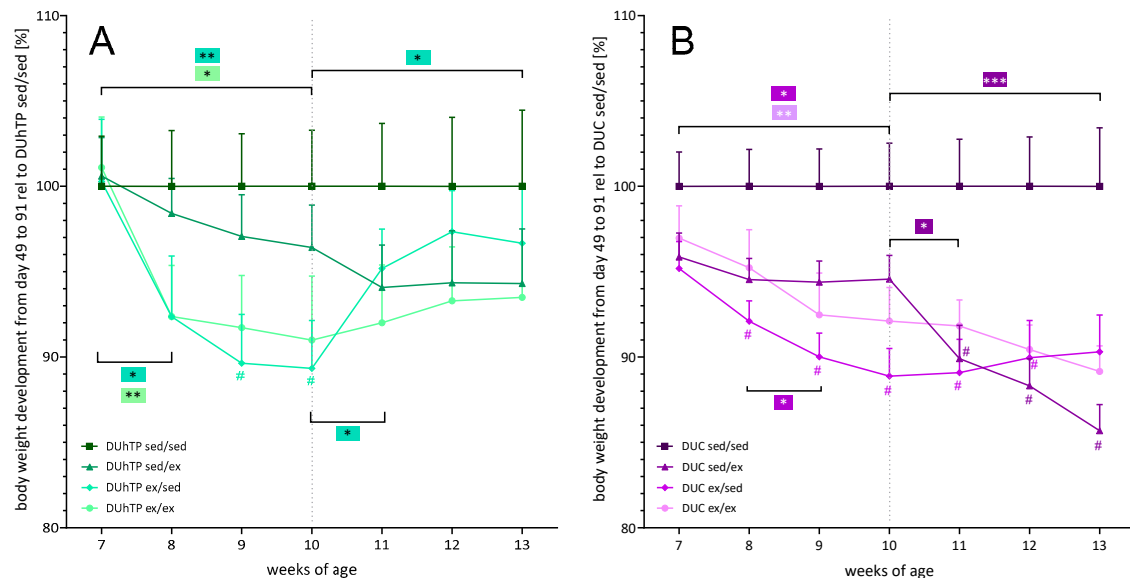 A
body weight development from day 49 to 91 rel to DUhTP sed/sed [%]
110
100
90
80
**
*
*
*
**
#
#
*
DUhTP sed/sed
DUhTP sed/ex
DUhTP ex/sed
DUhTP ex/ex
7 8 9 10 11 12 13
weeks of age
B
body weight development from day 49 to 91 rel to DUC sed/sed [%]
110
100
90
80
***
*
**
*
#
#
#
#
#
#
#
*
DUC sed/sed
DUC sed/ex
DUC ex/sed
DUC ex/ex
7 8 9 10 11 12 13
weeks of age